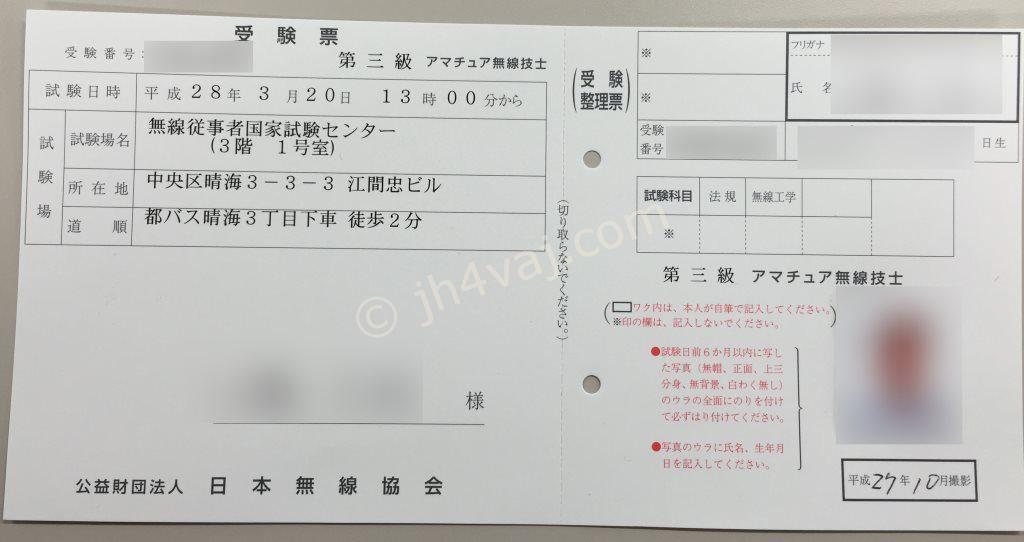 受験票
受験番号:
第三級 アマチュア無線技士
試験日時 平成28年 3月20日 13時00分から
試験場
試験場名 無線従事者国家試験センター
(3階 1号室)
所在地 中央区晴海3-3-3 江間忠ビル
道順 都バス晴海3丁目下車 徒歩2分
様
公益財団法人 日本無線協会
(切り取らないでください。)
(受験整理票)
※
※
フリガナ
氏名
受験番号
日生
試験科目 法規 無線工学
※
第三級 アマチュア無線技士
(ワク内は、本人が自筆で記入してください。
※印の欄は、記入しないでください。)
●試験日前6か月以内に写し
た写真(無帽、正面、上三
分身、無背景、白わく無し)
のウラの全面にのりを付け
て必ずはり付けてください。
●写真のウラに氏名、生年月
日を記入してください。
平成27年10月撮影
© jh4vaj.com